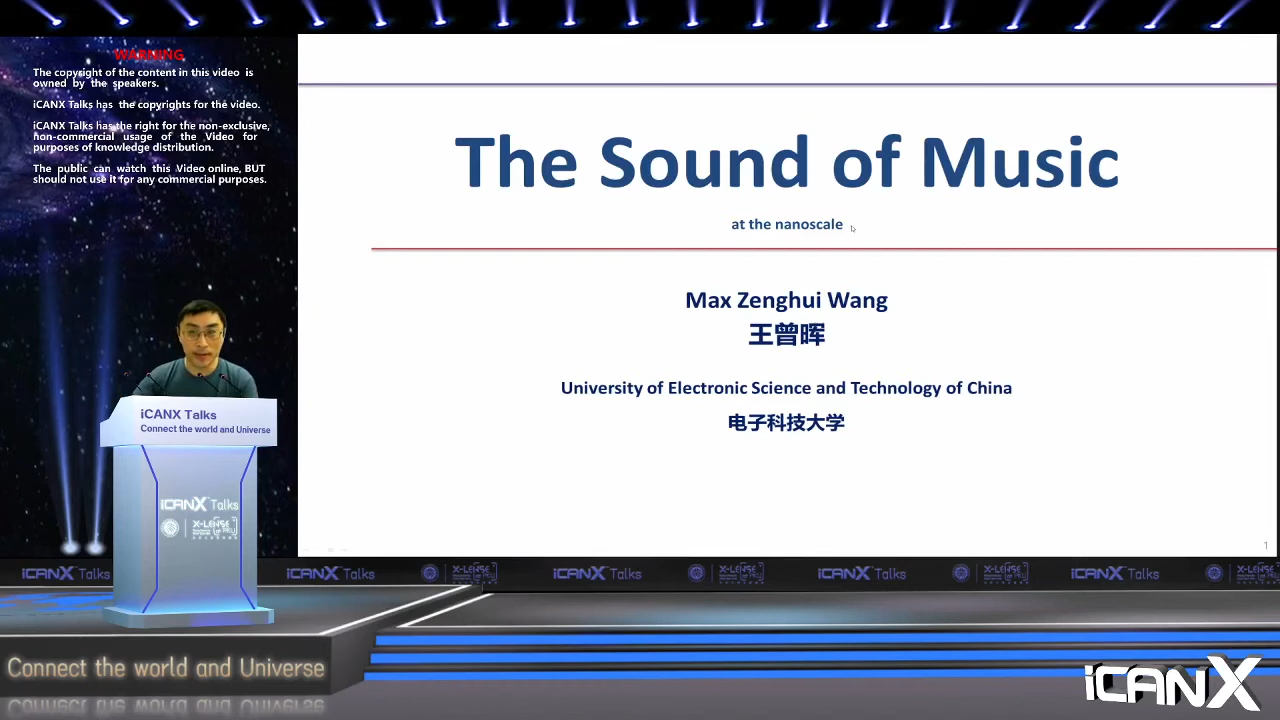 WARNING
The copyright of the content in this video is
owned by the speakers.
iCANX Talks has the copyrights for the video.
iCANX Talks has the right for the non-exclusive,
non-commercial usage of the Video for
purposes of knowledge distribution.
The public can watch this Video online, BUT
should not use it for any commercial purposes.
The Sound of Music
at the nanoscale
Max Zenghui Wang
王曾晖
University of Electronic Science and Technology of China
电子科技大学
1
iCANX Talks
Connect the world and Universe
iCANX Talks
X-LENSE
iCANX Talks
iCANX Talks
X-LENSE
iCANX Talks
X-LENSE
iCANX Talks
X-LENSE
iCANX Talks
X-LENSE
Connect the world and Universe
iCANX